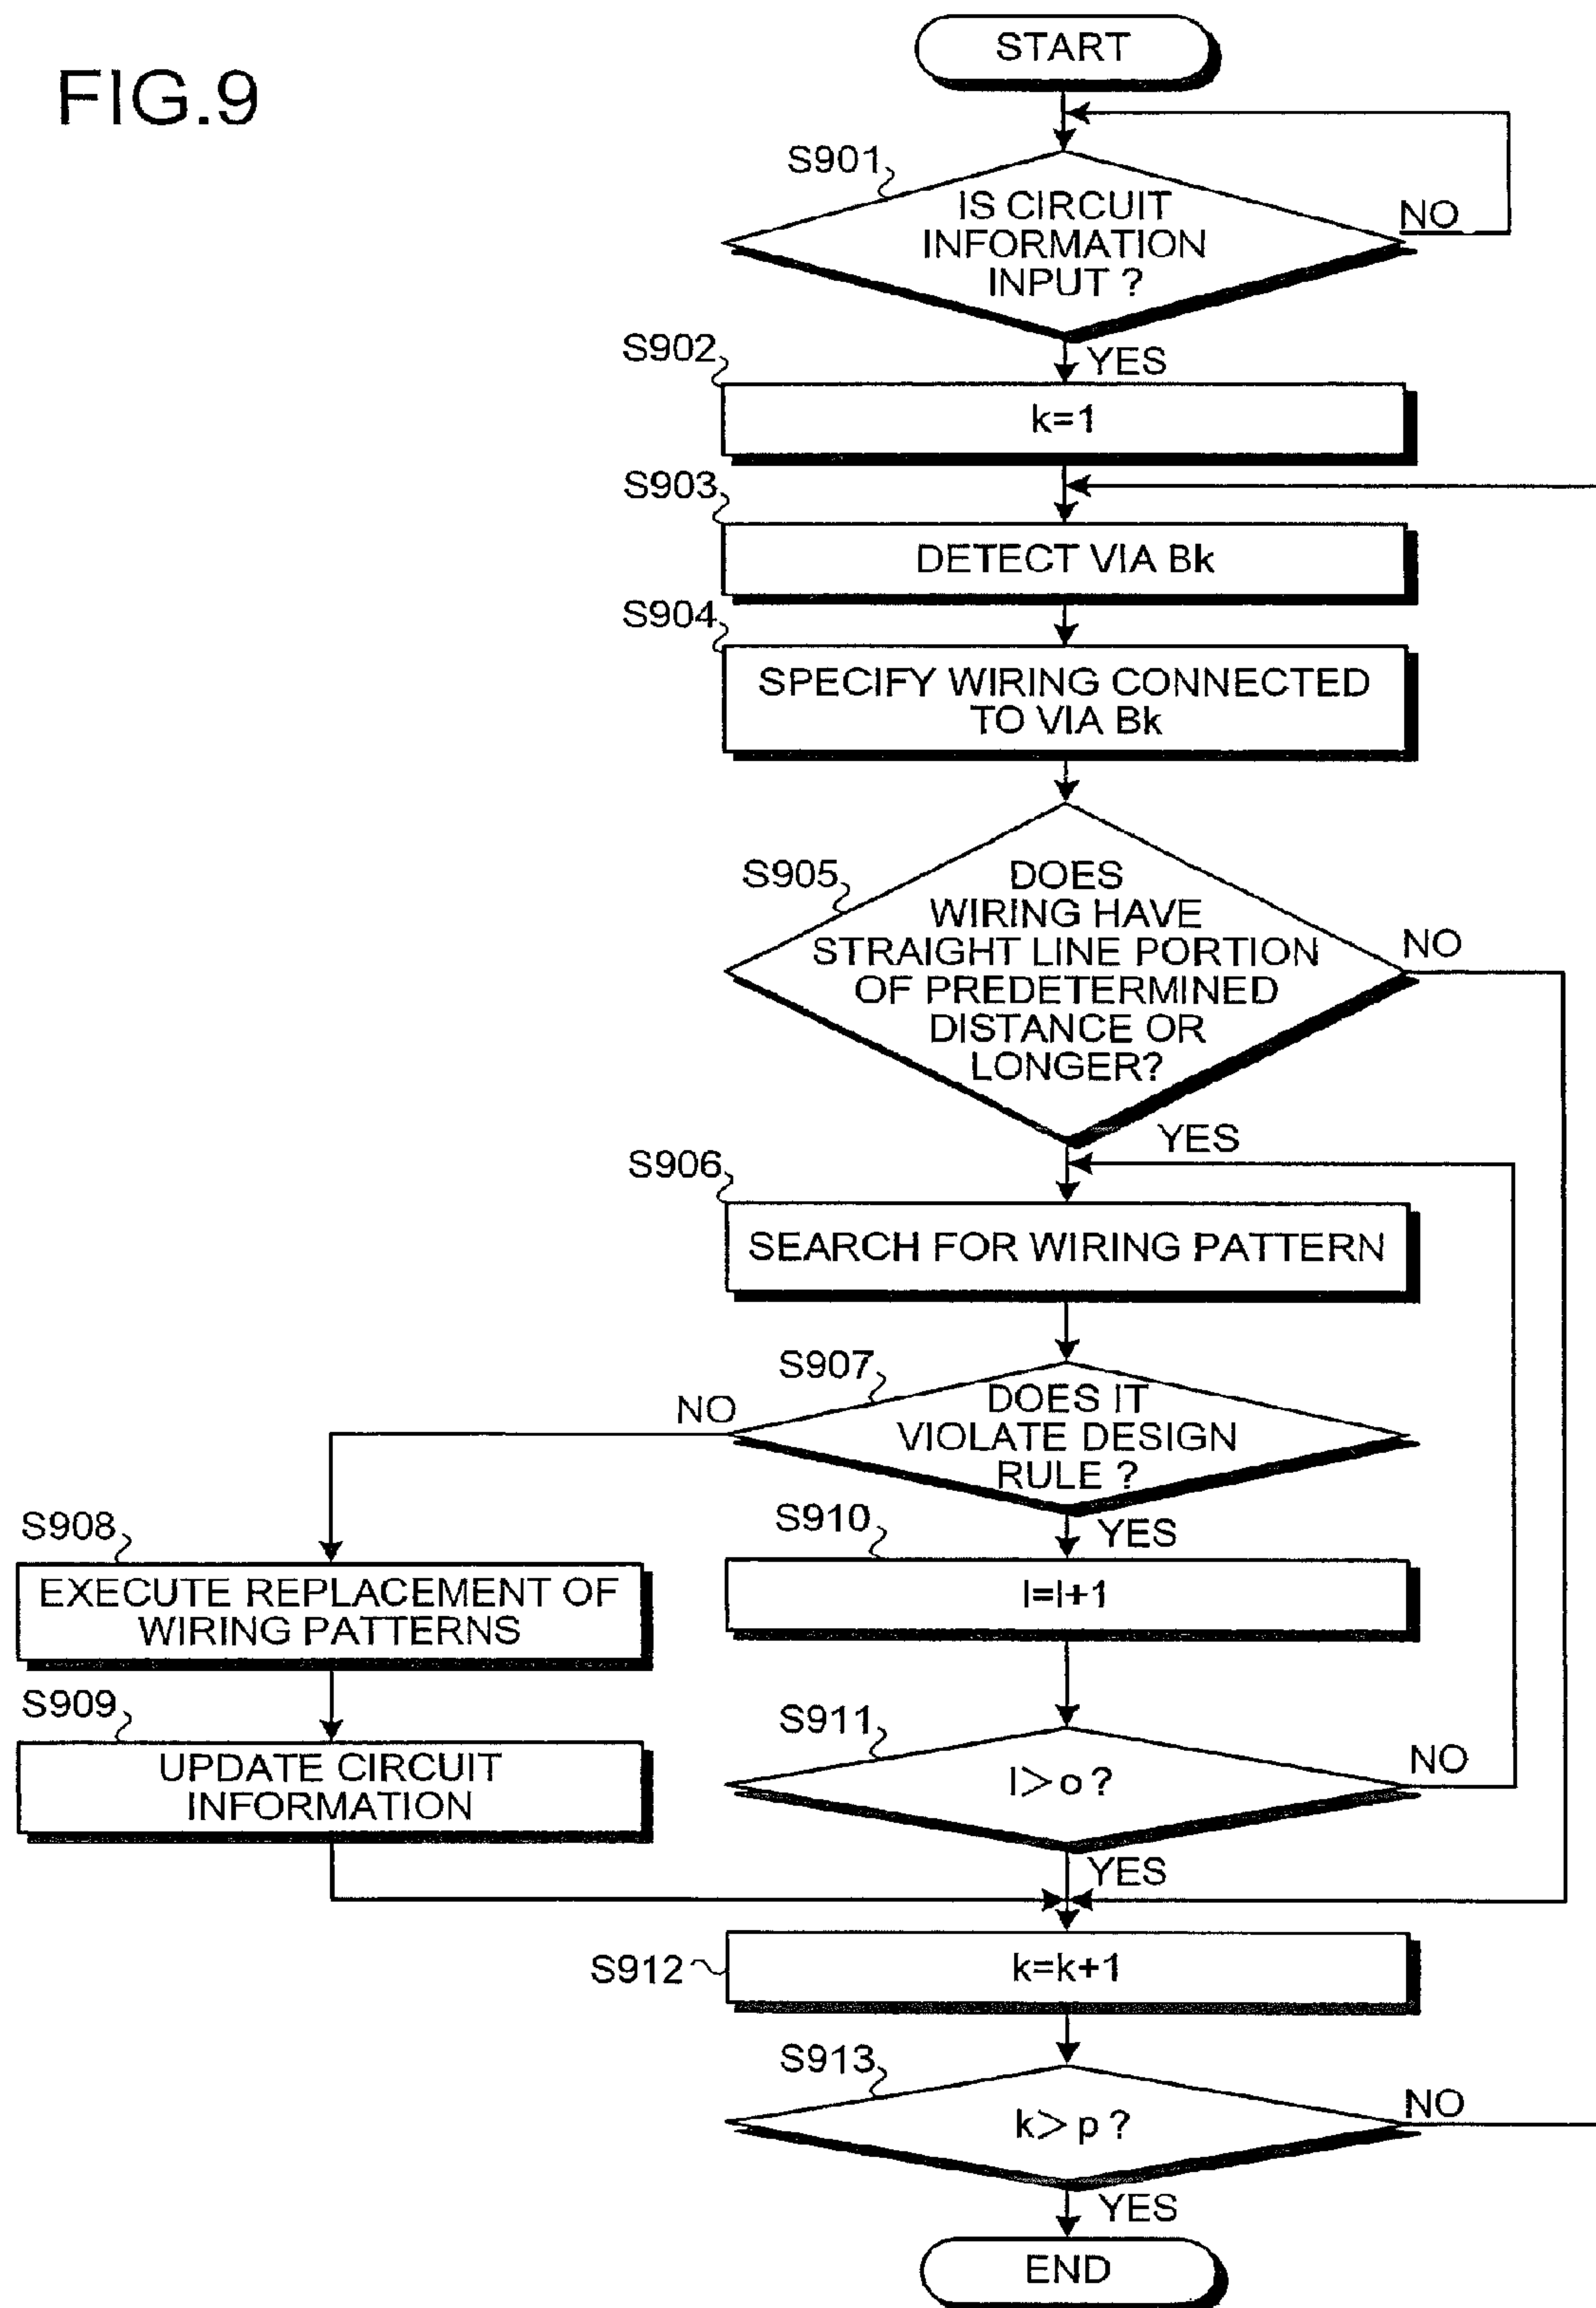 FIG.9
START
S901
IS CIRCUIT
INFORMATION
INPUT ?
NO
YES
S902
k=1
S903
DETECT VIA Bk
S904
SPECIFY WIRING CONNECTED
TO VIA Bk
S905
DOES
WIRING HAVE
STRAIGHT LINE PORTION
OF PREDETERMINED
DISTANCE OR
LONGER?
NO
YES
S906
SEARCH FOR WIRING PATTERN
S907
DOES IT
VIOLATE DESIGN
RULE ?
NO
YES
S908
EXECUTE REPLACEMENT OF
WIRING PATTERNS
S909
UPDATE CIRCUIT
INFORMATION
S910
l=l+1
S911
l>o ?
NO
YES
S912
k=k+1
S913
k>p ?
NO
YES
END